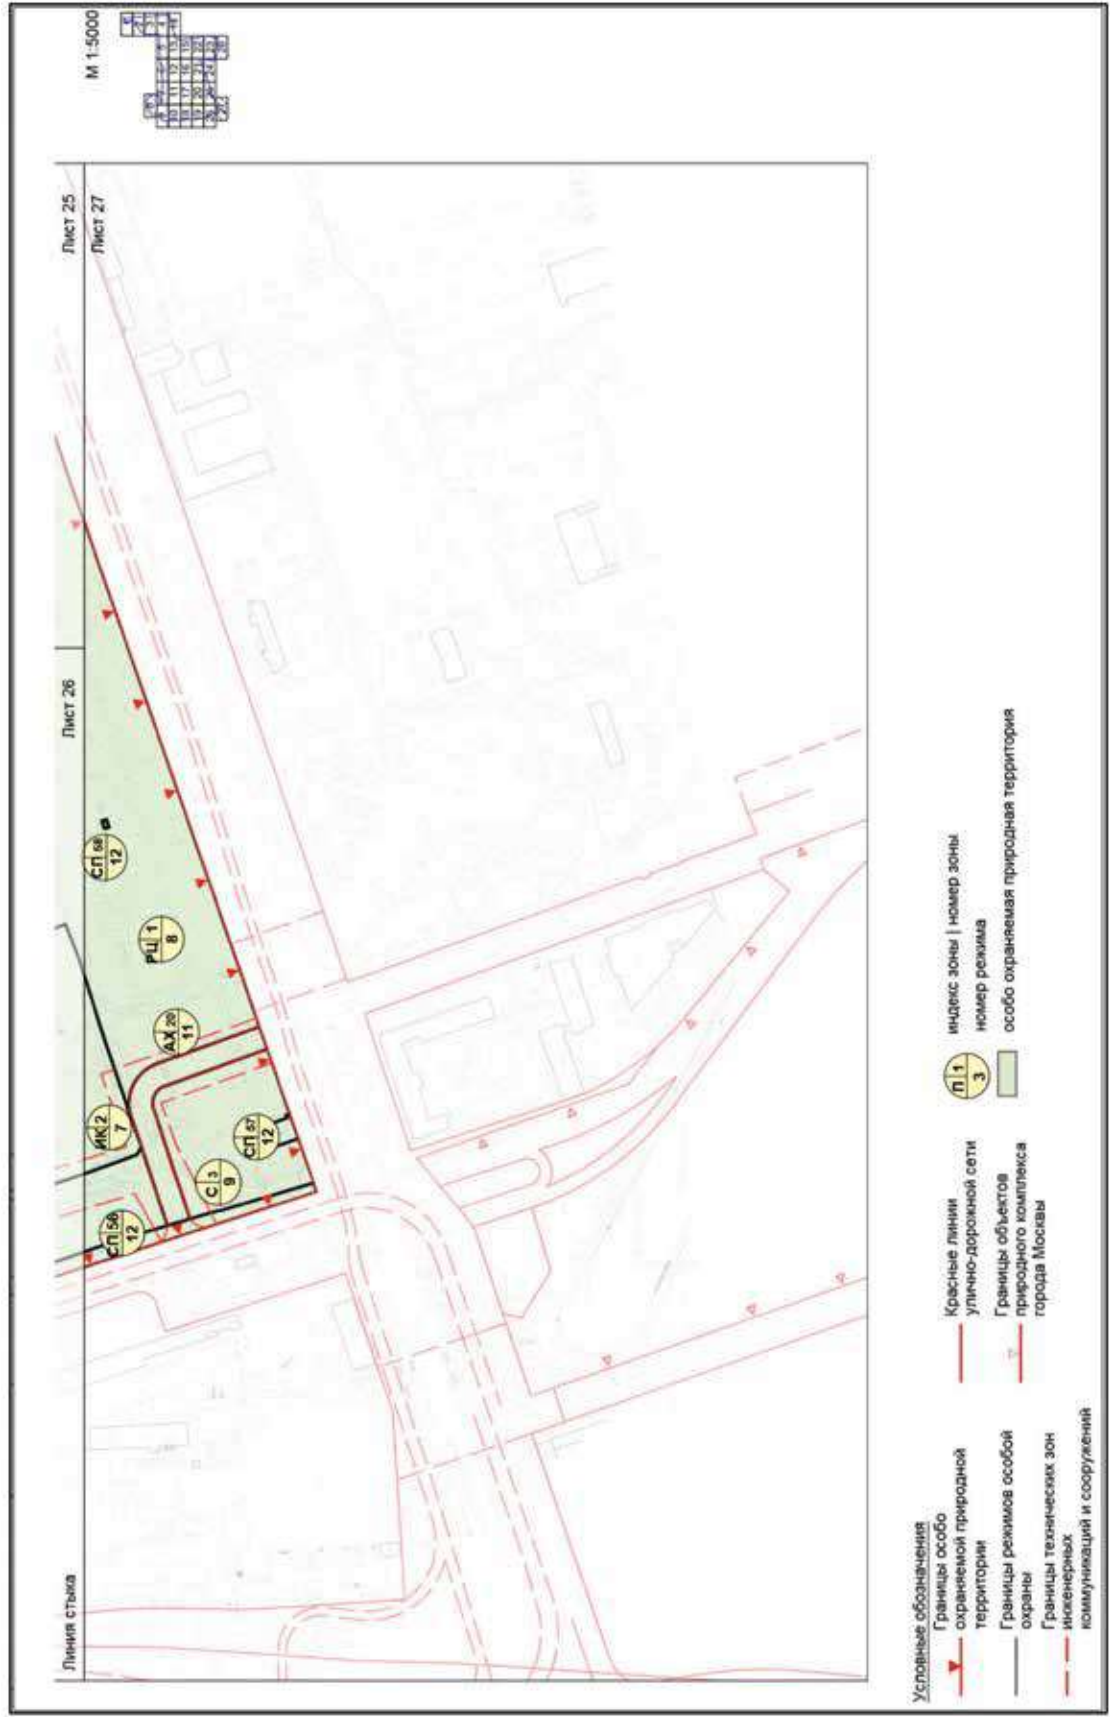 М 1:5000
Линия стыка
Лист 26
Лист 25
Лист 27
СП 56
12
ИК 2
7
С 3
9
СП 57
12
АХ 20
11
РЦ 1
8
СП 58
12
Условные обозначения
Границы особо
охраняемой природной
территории
Границы режимов особой
охраны
Границы технических зон
инженерных
коммуникаций и сооружений
Красные линии
улично-дорожной сети
Границы объектов
природного комплекса
города Москвы
П 1
3
индекс зоны | номер зоны
номер режима
особо охраняемая природная территория